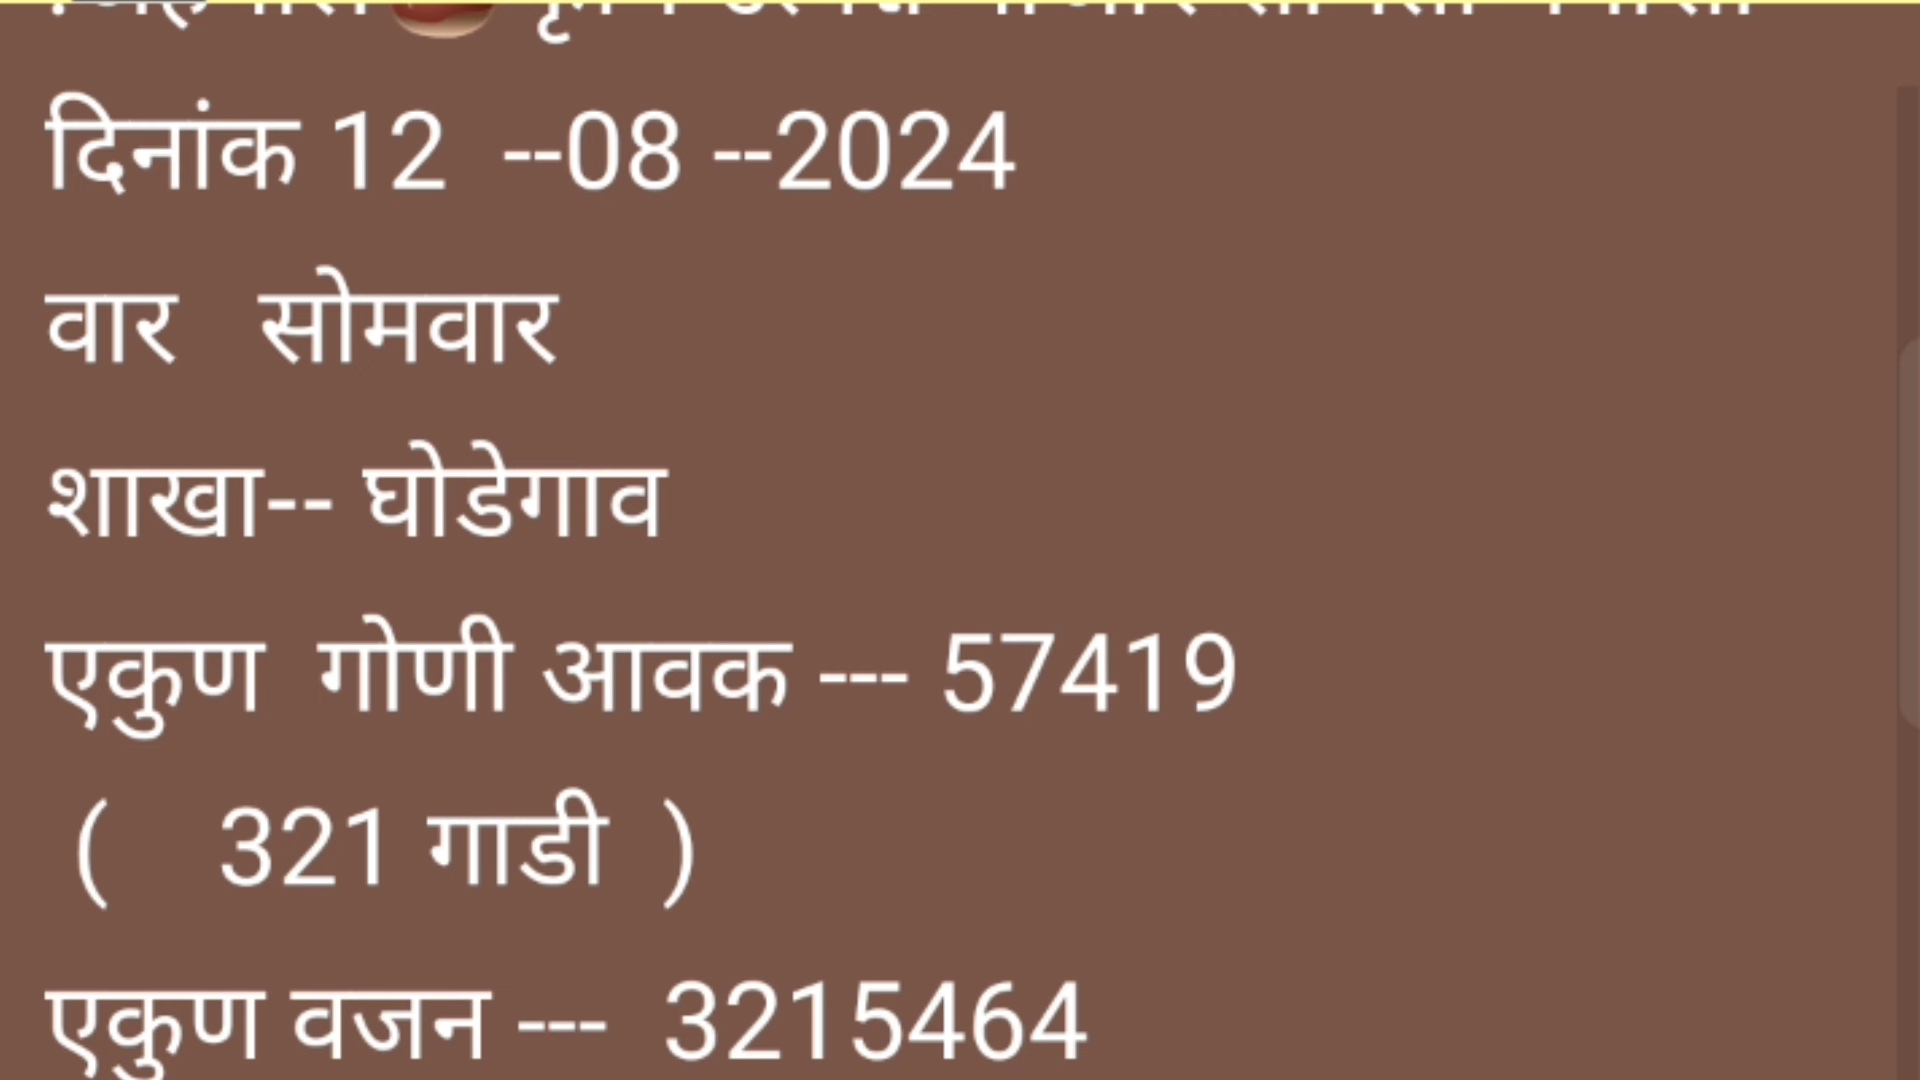 दिनांक 12 --08 --2024
वार सोमवार
शाखा-- घोडेगाव
एकुण गोणी आवक --- 57419
( 321 गाडी )
एकुण वजन --- 3215464